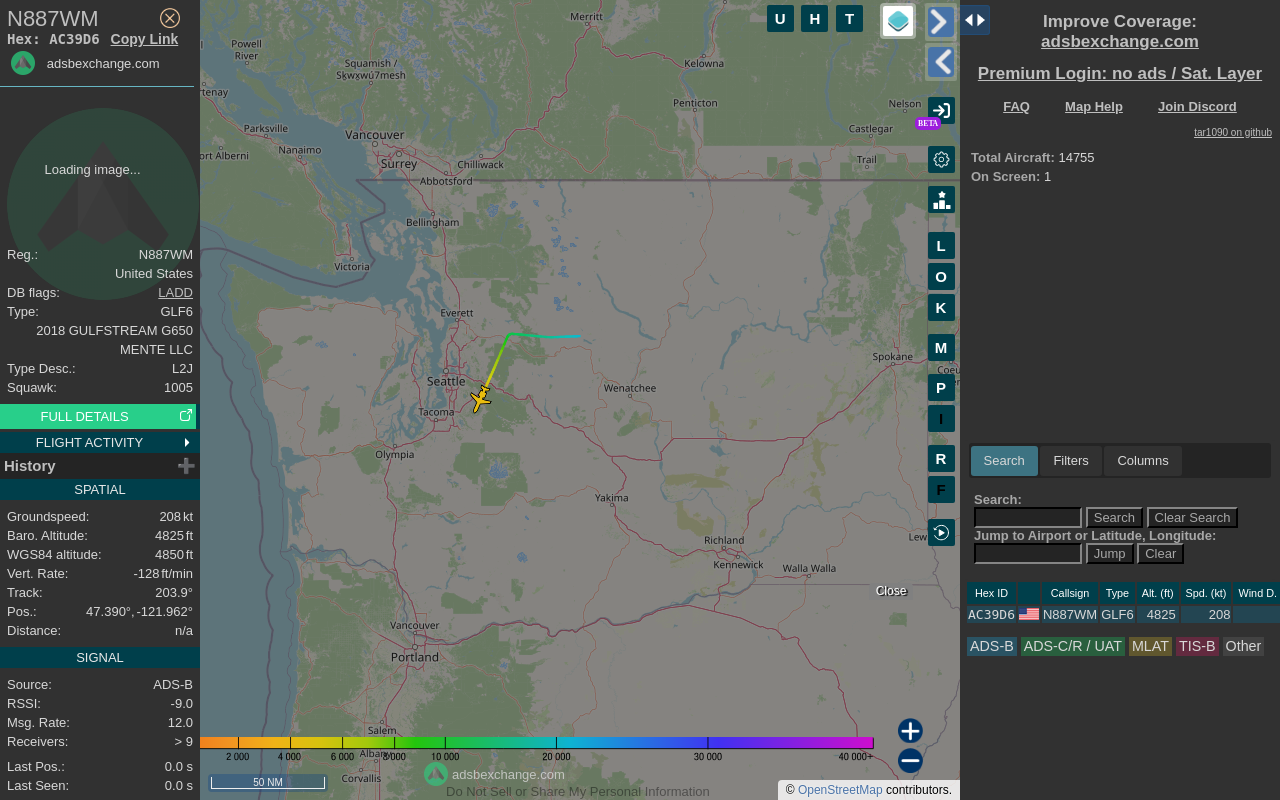 N887WM
Hex: AC39D6 Copy Link
adsbexchange.com
Loading image...
Reg.: N887WM
United States
DB flags: LADD
Type: GLF6
2018 GULFSTREAM G650
MENTE LLC
Type Desc.: L2J
Squawk: 1005
FULL DETAILS
FLIGHT ACTIVITY
History
SPATIAL
Groundspeed: 208 kt
Baro. Altitude: 4825 ft
WGS84 altitude: 4850 ft
Vert. Rate: -128 ft/min
Track: 203.9°
Pos.: 47.390°, -121.962°
Distance: n/a
SIGNAL
Source: ADS-B
RSSI: -9.0
Msg. Rate: 12.0
Receivers: > 9
Last Pos.: 0.0 s
Last Seen: 0.0 s
Merritt
Powell
River
Squamish /
Sḵwx̱wú7mesh
Kelowna
rtenay
Penticton
Nelson
Parksville
Vancouver
Castlegar
ort Alberni
Nanaimo
Surrey
Chilliwack
Trail
Abbotsford
Bellingham
Victoria
Everett
Spokane
Seattle
Wenatchee
Coeu
Tacoma
Olympia
Yakima
Richland
Lew
Kennewick
Walla Walla
Vancouver
Portland
Salem
Albany
Corvallis
U H T
BETA
L
O
K
M
P
I
R
F
Close
2 000 4 000 6 000 8 000 10 000 20 000 30 000 40 000+
50 NM
adsbexchange.com
Do Not Sell or Share My Personal Information
© OpenStreetMap contributors.
Improve Coverage:
adsbexchange.com
Premium Login: no ads / Sat. Layer
FAQ Map Help Join Discord
tar1090 on github
Total Aircraft: 14755
On Screen: 1
Search Filters Columns
Search:
Search Clear Search
Jump to Airport or Latitude, Longitude:
Jump Clear
Hex ID Callsign Type Alt. (ft) Spd. (kt) Wind D.
AC39D6 N887WM GLF6 4825 208
ADS-B ADS-C/R / UAT MLAT TIS-B Other